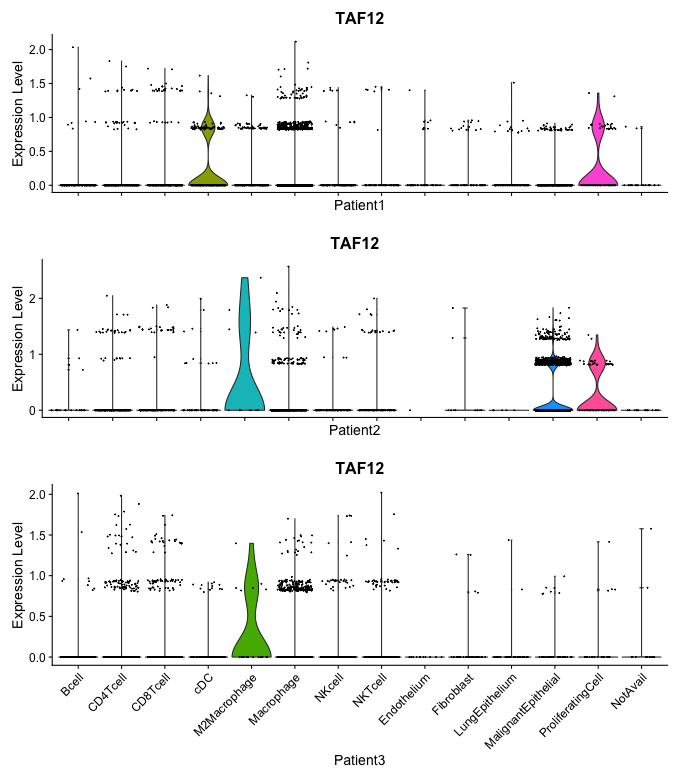 TAF12
Expression Level
2.0
1.5
1.0
0.5
0.0
Patient1
TAF12
Expression Level
2
1
0
Patient2
TAF12
Expression Level
2.0
1.5
1.0
0.5
0.0
Bcell
CD4Tcell
CD8Tcell
cDC
M2Macrophage
Macrophage
NKcell
NKTcell
Endothelium
Fibroblast
LungEpithelium
MalignantEpithelial
ProliferatingCell
NotAvail
Patient3